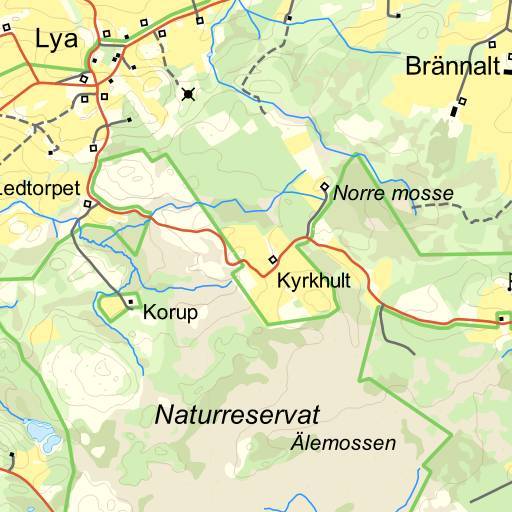 Lya
Brännalt
Ledtorpet
Norre mosse
Kyrkhult
Korup
Naturreservat
Älemossen